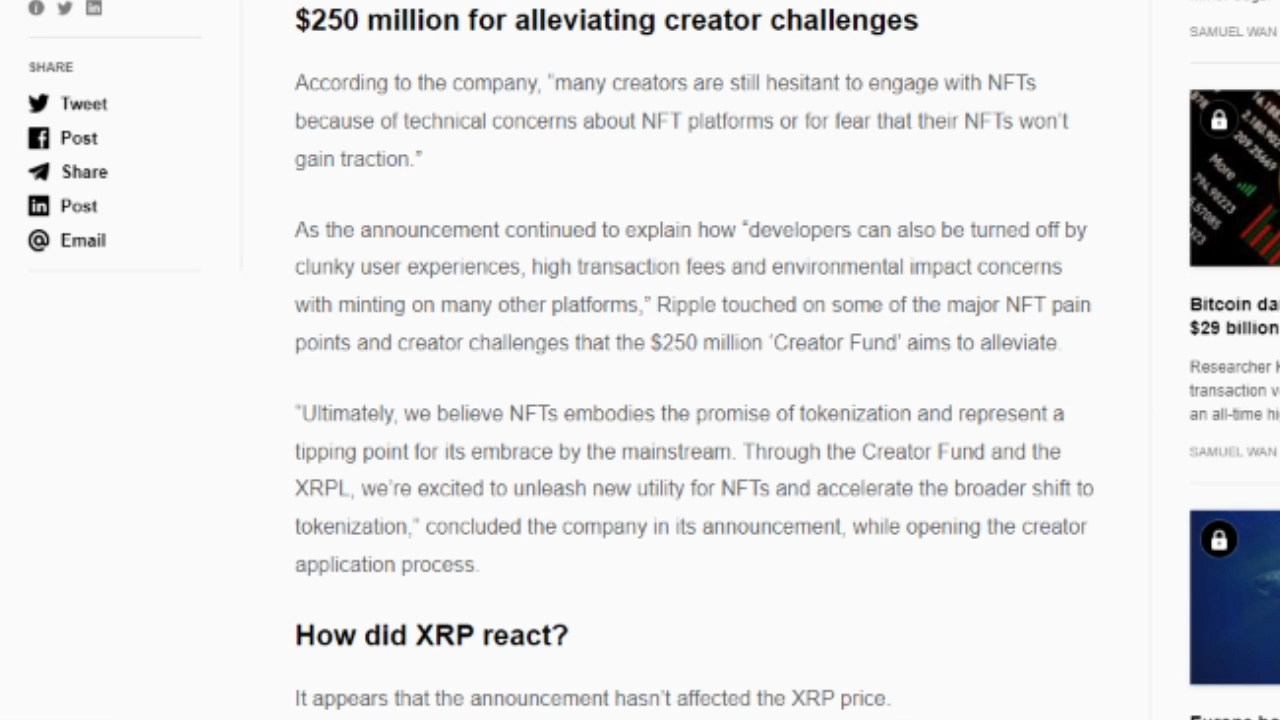 SHARE
Tweet
Post
Share
Post
Email
$250 million for alleviating creator challenges
According to the company, “many creators are still hesitant to engage with NFTs
because of technical concerns about NFT platforms or for fear that their NFTs won’t
gain traction.”
As the announcement continued to explain how “developers can also be turned off by
clunky user experiences, high transaction fees and environmental impact concerns
with minting on many other platforms,” Ripple touched on some of the major NFT pain
points and creator challenges that the $250 million ‘Creator Fund’ aims to alleviate.
“Ultimately, we believe NFTs embodies the promise of tokenization and represent a
tipping point for its embrace by the mainstream. Through the Creator Fund and the
XRPL, we’re excited to unleash new utility for NFTs and accelerate the broader shift to
tokenization,” concluded the company in its announcement, while opening the creator
application process.
How did XRP react?
It appears that the announcement hasn’t affected the XRP price.
SAMUEL WAN
More
Bitcoin da
$29 billion
Researcher K
transaction v
an all-time hi
SAMUEL WAN